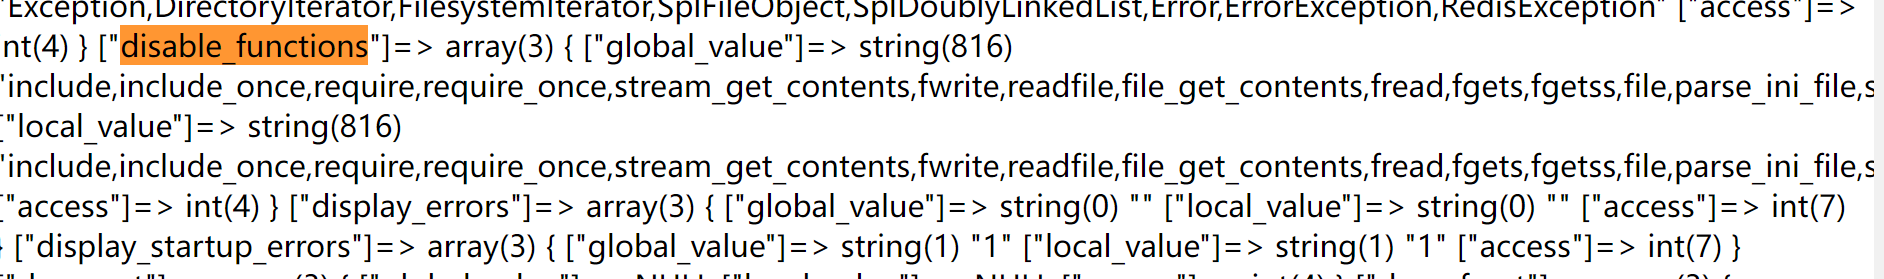 Exception,DirectoryIterator,FilesystemIterator,SplFileObject,SplDoublyLinkedList,Error,ErrorException,RedisException" ["access"]=>
int(4) } ["disable_functions"]=> array(3) { ["global_value"]=> string(816)
"include,include_once,require,require_once,stream_get_contents,fwrite,readfile,file_get_contents,fread,fgets,fgetss,file,parse_ini_file,s
["local_value"]=> string(816)
"include,include_once,require,require_once,stream_get_contents,fwrite,readfile,file_get_contents,fread,fgets,fgetss,file,parse_ini_file,s
["access"]=> int(4) } ["display_errors"]=> array(3) { ["global_value"]=> string(0) "" ["local_value"]=> string(0) "" ["access"]=> int(7)
} ["display_startup_errors"]=> array(3) { ["global_value"]=> string(1) "1" ["local_value"]=> string(1) "1" ["access"]=> int(7) }